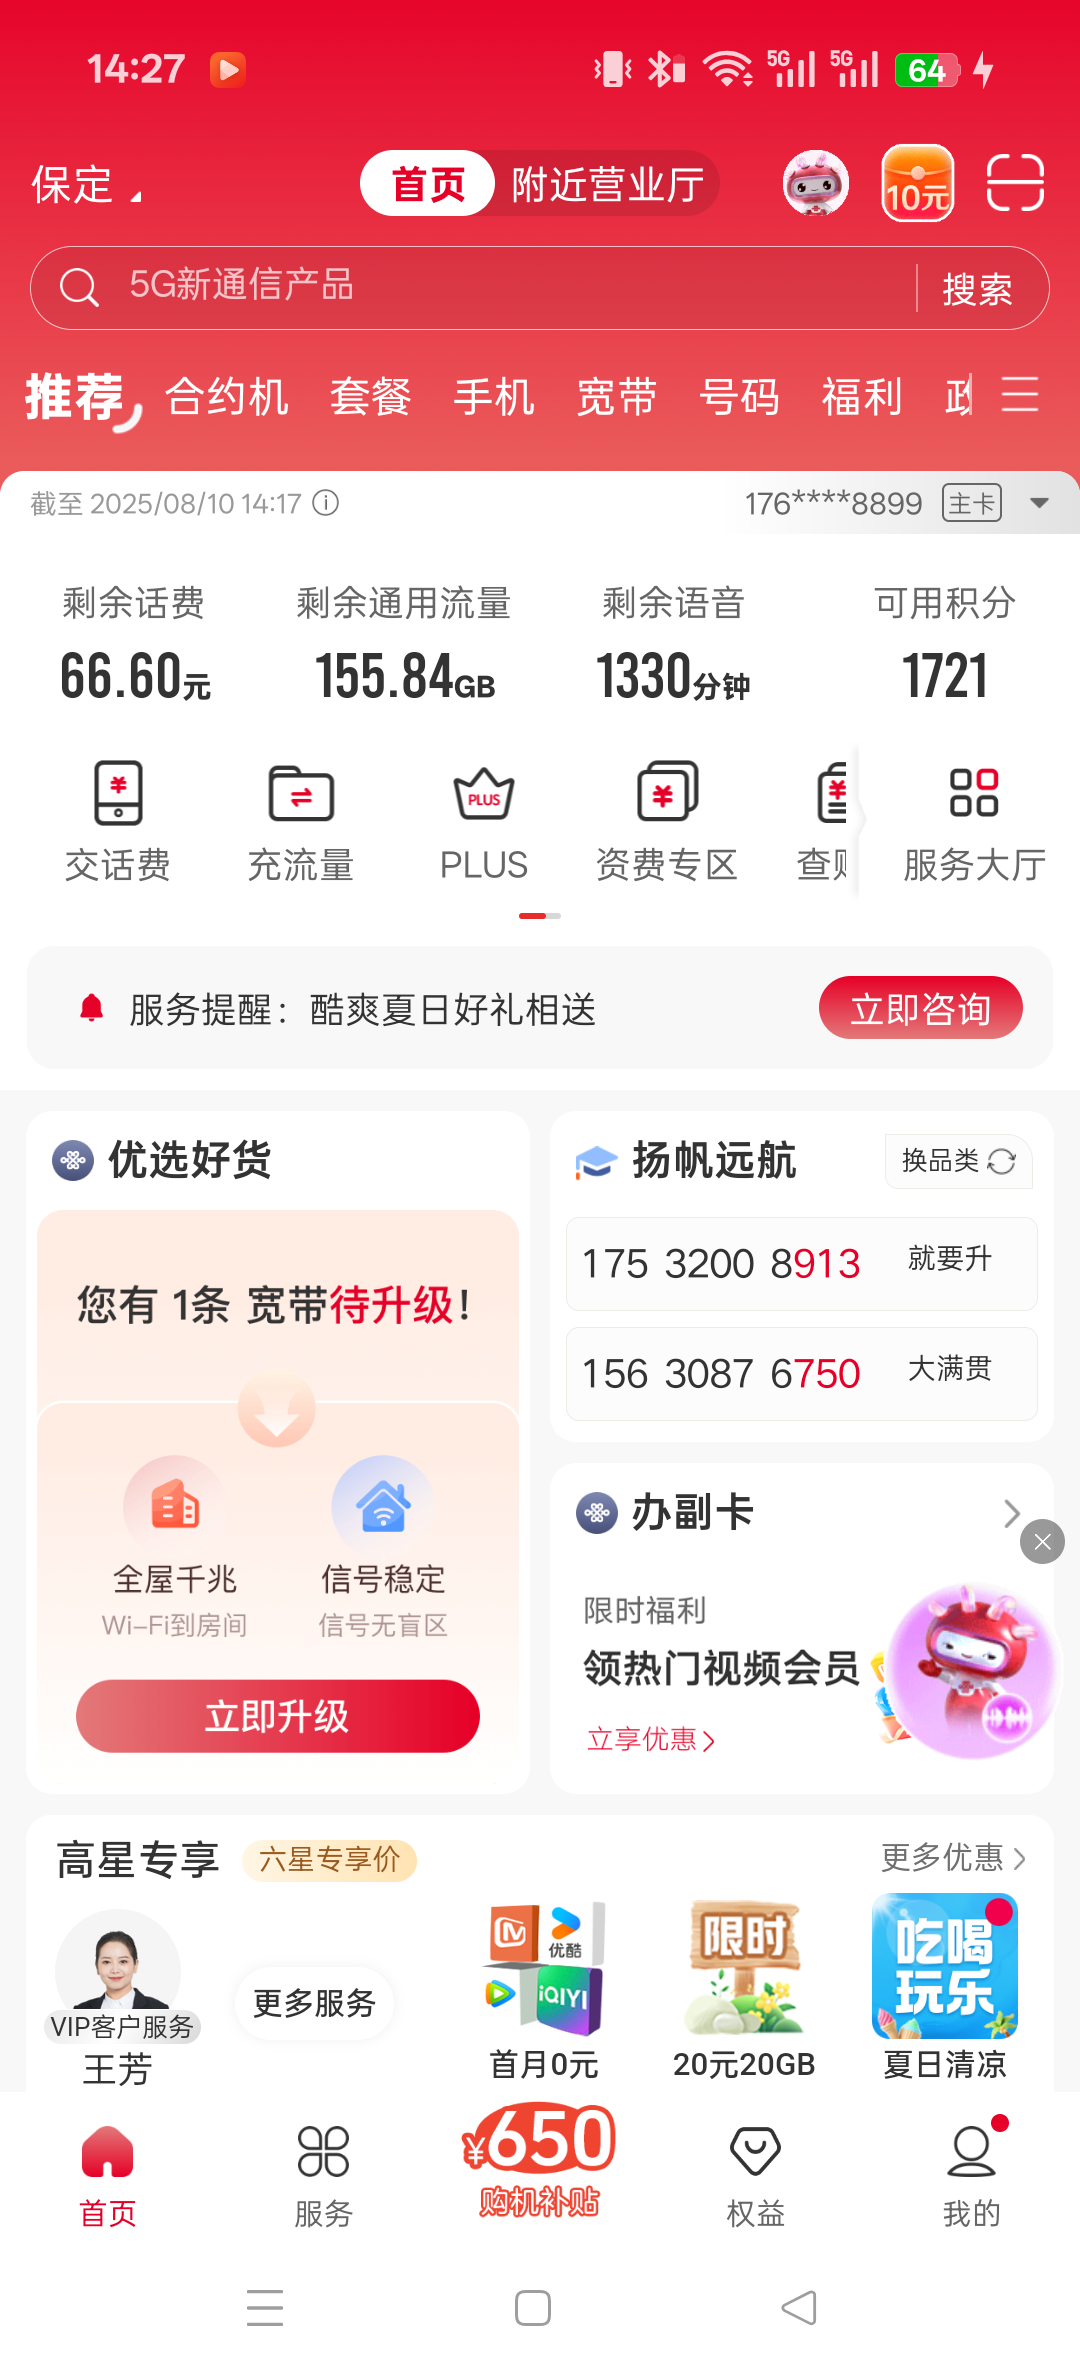 14:27
5G 5G 64
保定
首页 附近营业厅
10元
5G新通信产品 搜索
推荐 合约机 套餐 手机 宽带 号码 福利
截至 2025/08/10 14:17
176****8899 主卡
剩余话费 剩余通用流量 剩余语音 可用积分
66.60元 155.84GB 1330分钟 1721
PLUS
交话费 充流量 PLUS 资费专区 查 服务大厅
服务提醒：酷爽夏日好礼相送 立即咨询
优选好货
您有 1条 宽带待升级！
全屋千兆 信号稳定
Wi-Fi到房间 信号无盲区
立即升级
扬帆远航 换品类
175 3200 8913 就要升
156 3087 6750 大满贯
办副卡
限时福利
领热门视频会员
立享优惠
高星专享 六星专享价 更多优惠
VIP客户服务
王芳
更多服务
优酷
iQIYI
首月0元
限时
20元20GB
吃喝
玩乐
夏日清凉
首页 服务
¥650
购机补贴
权益 我的